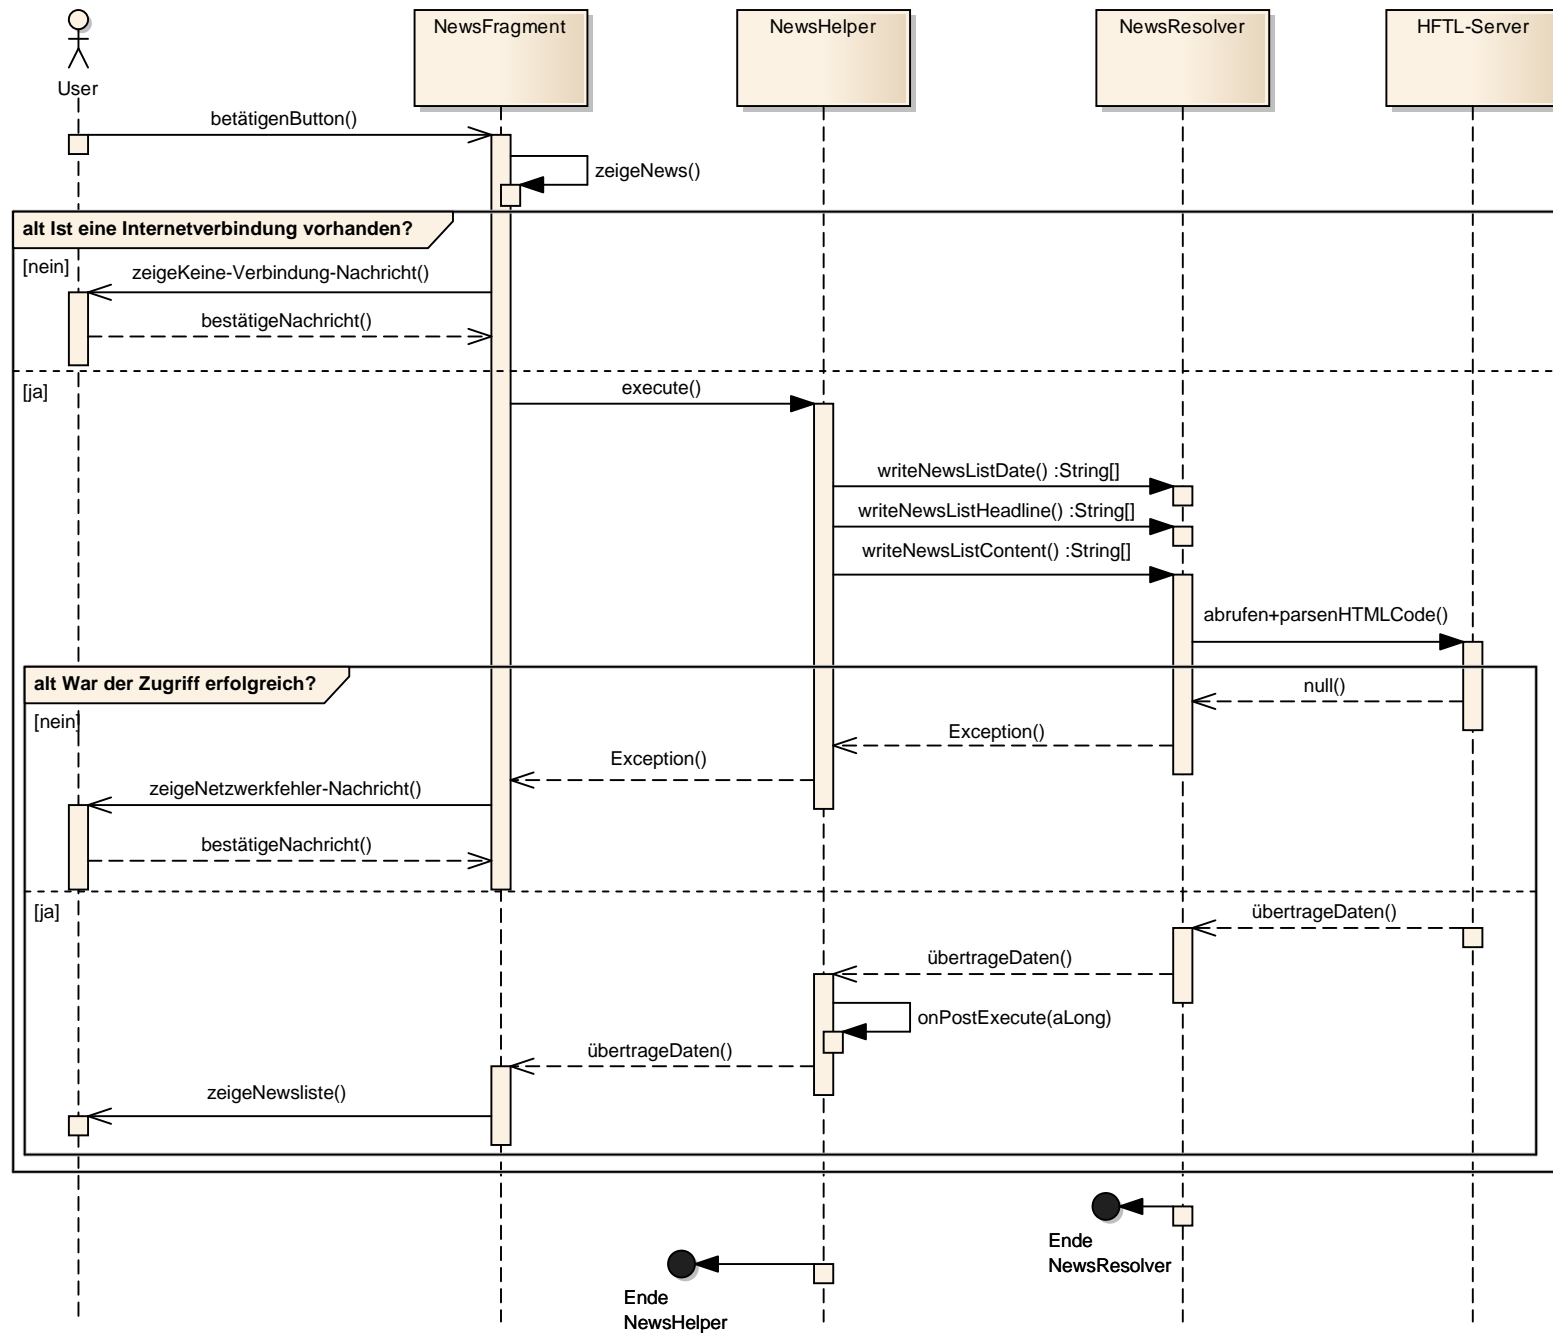 User
NewsFragment
NewsHelper
NewsResolver
HFTL-Server
betätigenButton()
zeigeNews()
alt Ist eine Internetverbindung vorhanden?
[nein]
zeigeKeine-Verbindung-Nachricht()
bestätigeNachricht()
[ja]
execute()
writeNewsListDate() :String[]
writeNewsListHeadline() :String[]
writeNewsListContent() :String[]
abrufen+parsenHTMLCode()
alt War der Zugriff erfolgreich?
[nein]
null()
Exception()
Exception()
zeigeNetzwerkfehler-Nachricht()
bestätigeNachricht()
[ja]
übertrageDaten()
übertrageDaten()
onPostExecute(aLong)
übertrageDaten()
zeigeNewsliste()
Ende
NewsResolver
Ende
NewsHelper